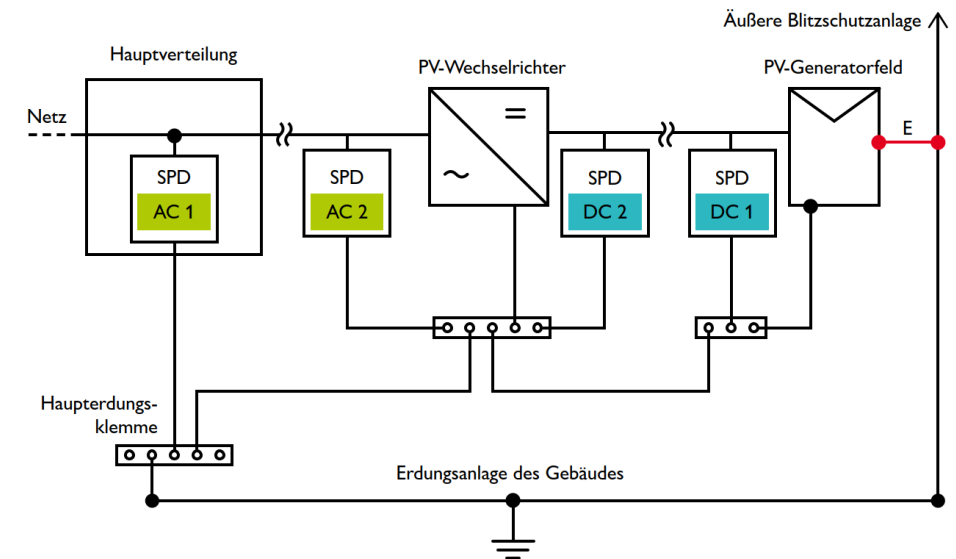 Äußere Blitzschutzanlage
Hauptverteilung
PV-Wechselrichter
PV-Generatorfeld
Netz
E
SPD
AC 1
SPD
AC 2
SPD
DC 2
SPD
DC 1
Haupterdungs-
klemme
Erdungsanlage des Gebäudes